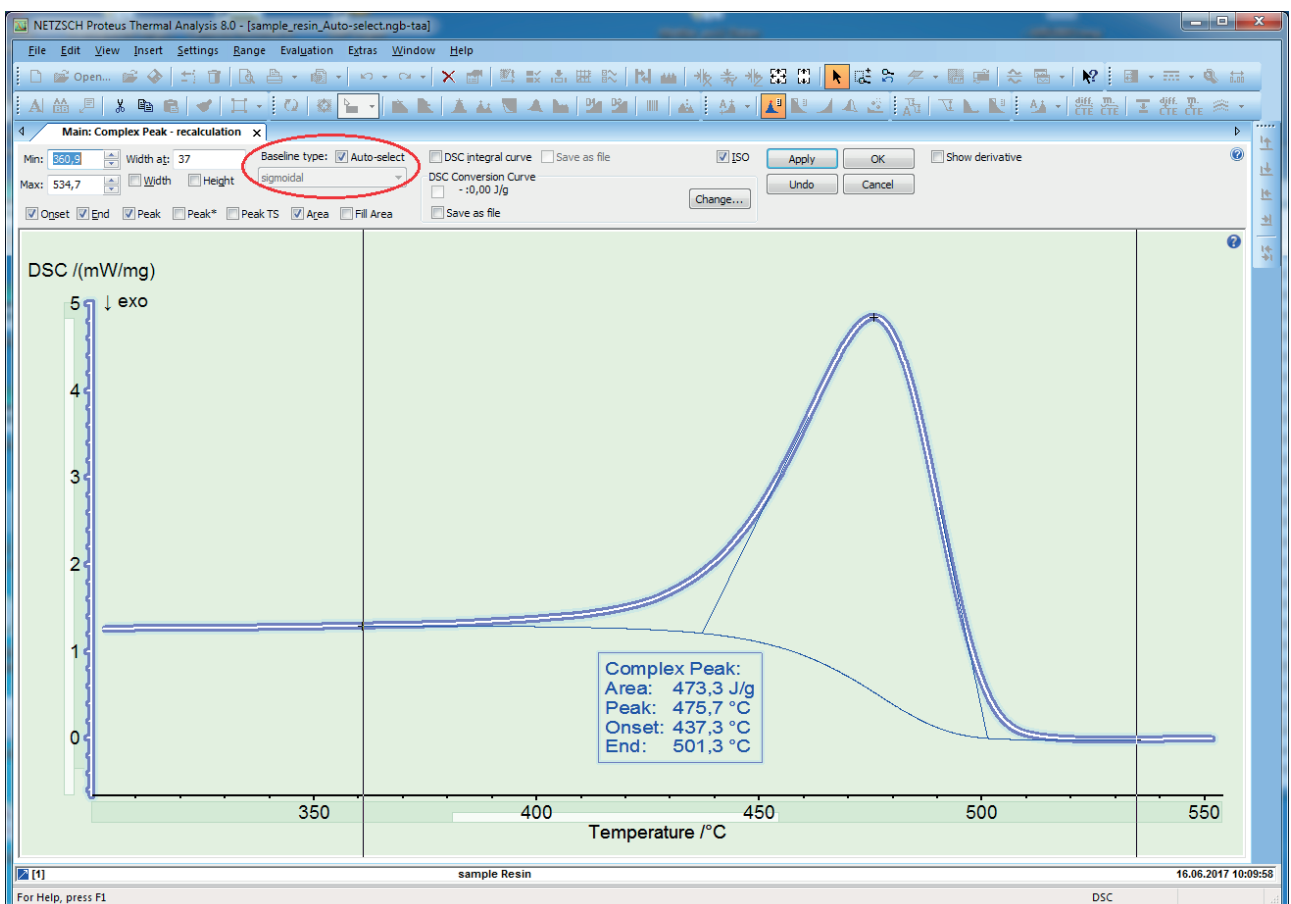 NETZSCH Proteus Thermal Analysis 8.0 - [sample_resin_Auto-select.ngb-taa]
File Edit View Insert Settings Range Evaluation Extras Window Help
Open...
diff. CTE m. CTE diff. CTE m. CTE
Main: Complex Peak - recalculation x
Min: 360,9 Width at: 37 Baseline type: Auto-select DSC integral curve Save as file ISO Apply OK Show derivative
Max: 534,7 Width Height sigmoidal DSC Conversion Curve
- :0,00 J/g Change... Undo Cancel
Onset End Peak Peak* Peak TS Area Fill Area Save as file
DSC /(mW/mg)
↓ exo
5
4
3
2
1
0
Complex Peak:
Area: 473,3 J/g
Peak: 475,7 °C
Onset: 437,3 °C
End: 501,3 °C
350 400 450 500 550
Temperature /°C
[1] sample Resin 16.06.2017 10:09:58
For Help, press F1 DSC